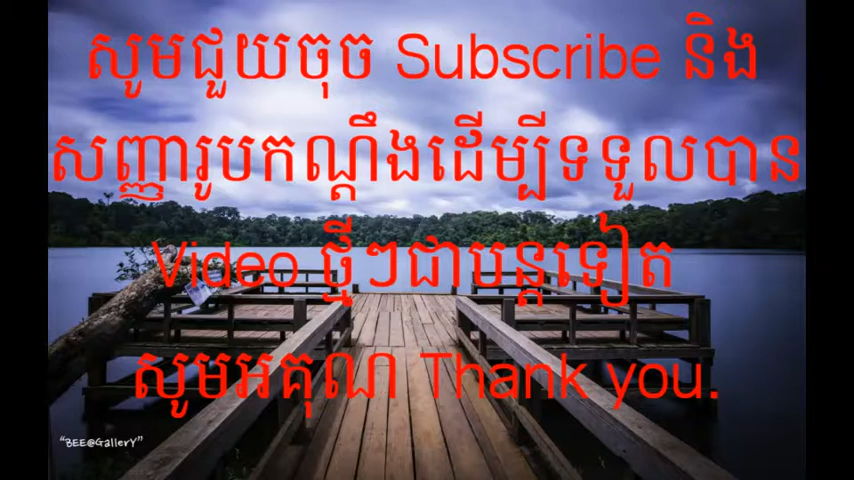 សូមជួយចុច Subscribe និង
សញ្ញារូបកណ្ដឹងដើម្បីទទួលបាន
Video ថ្មីៗជាបន្តទៀត
សូមអគុណ Thank you.
"BEE@GallerY"